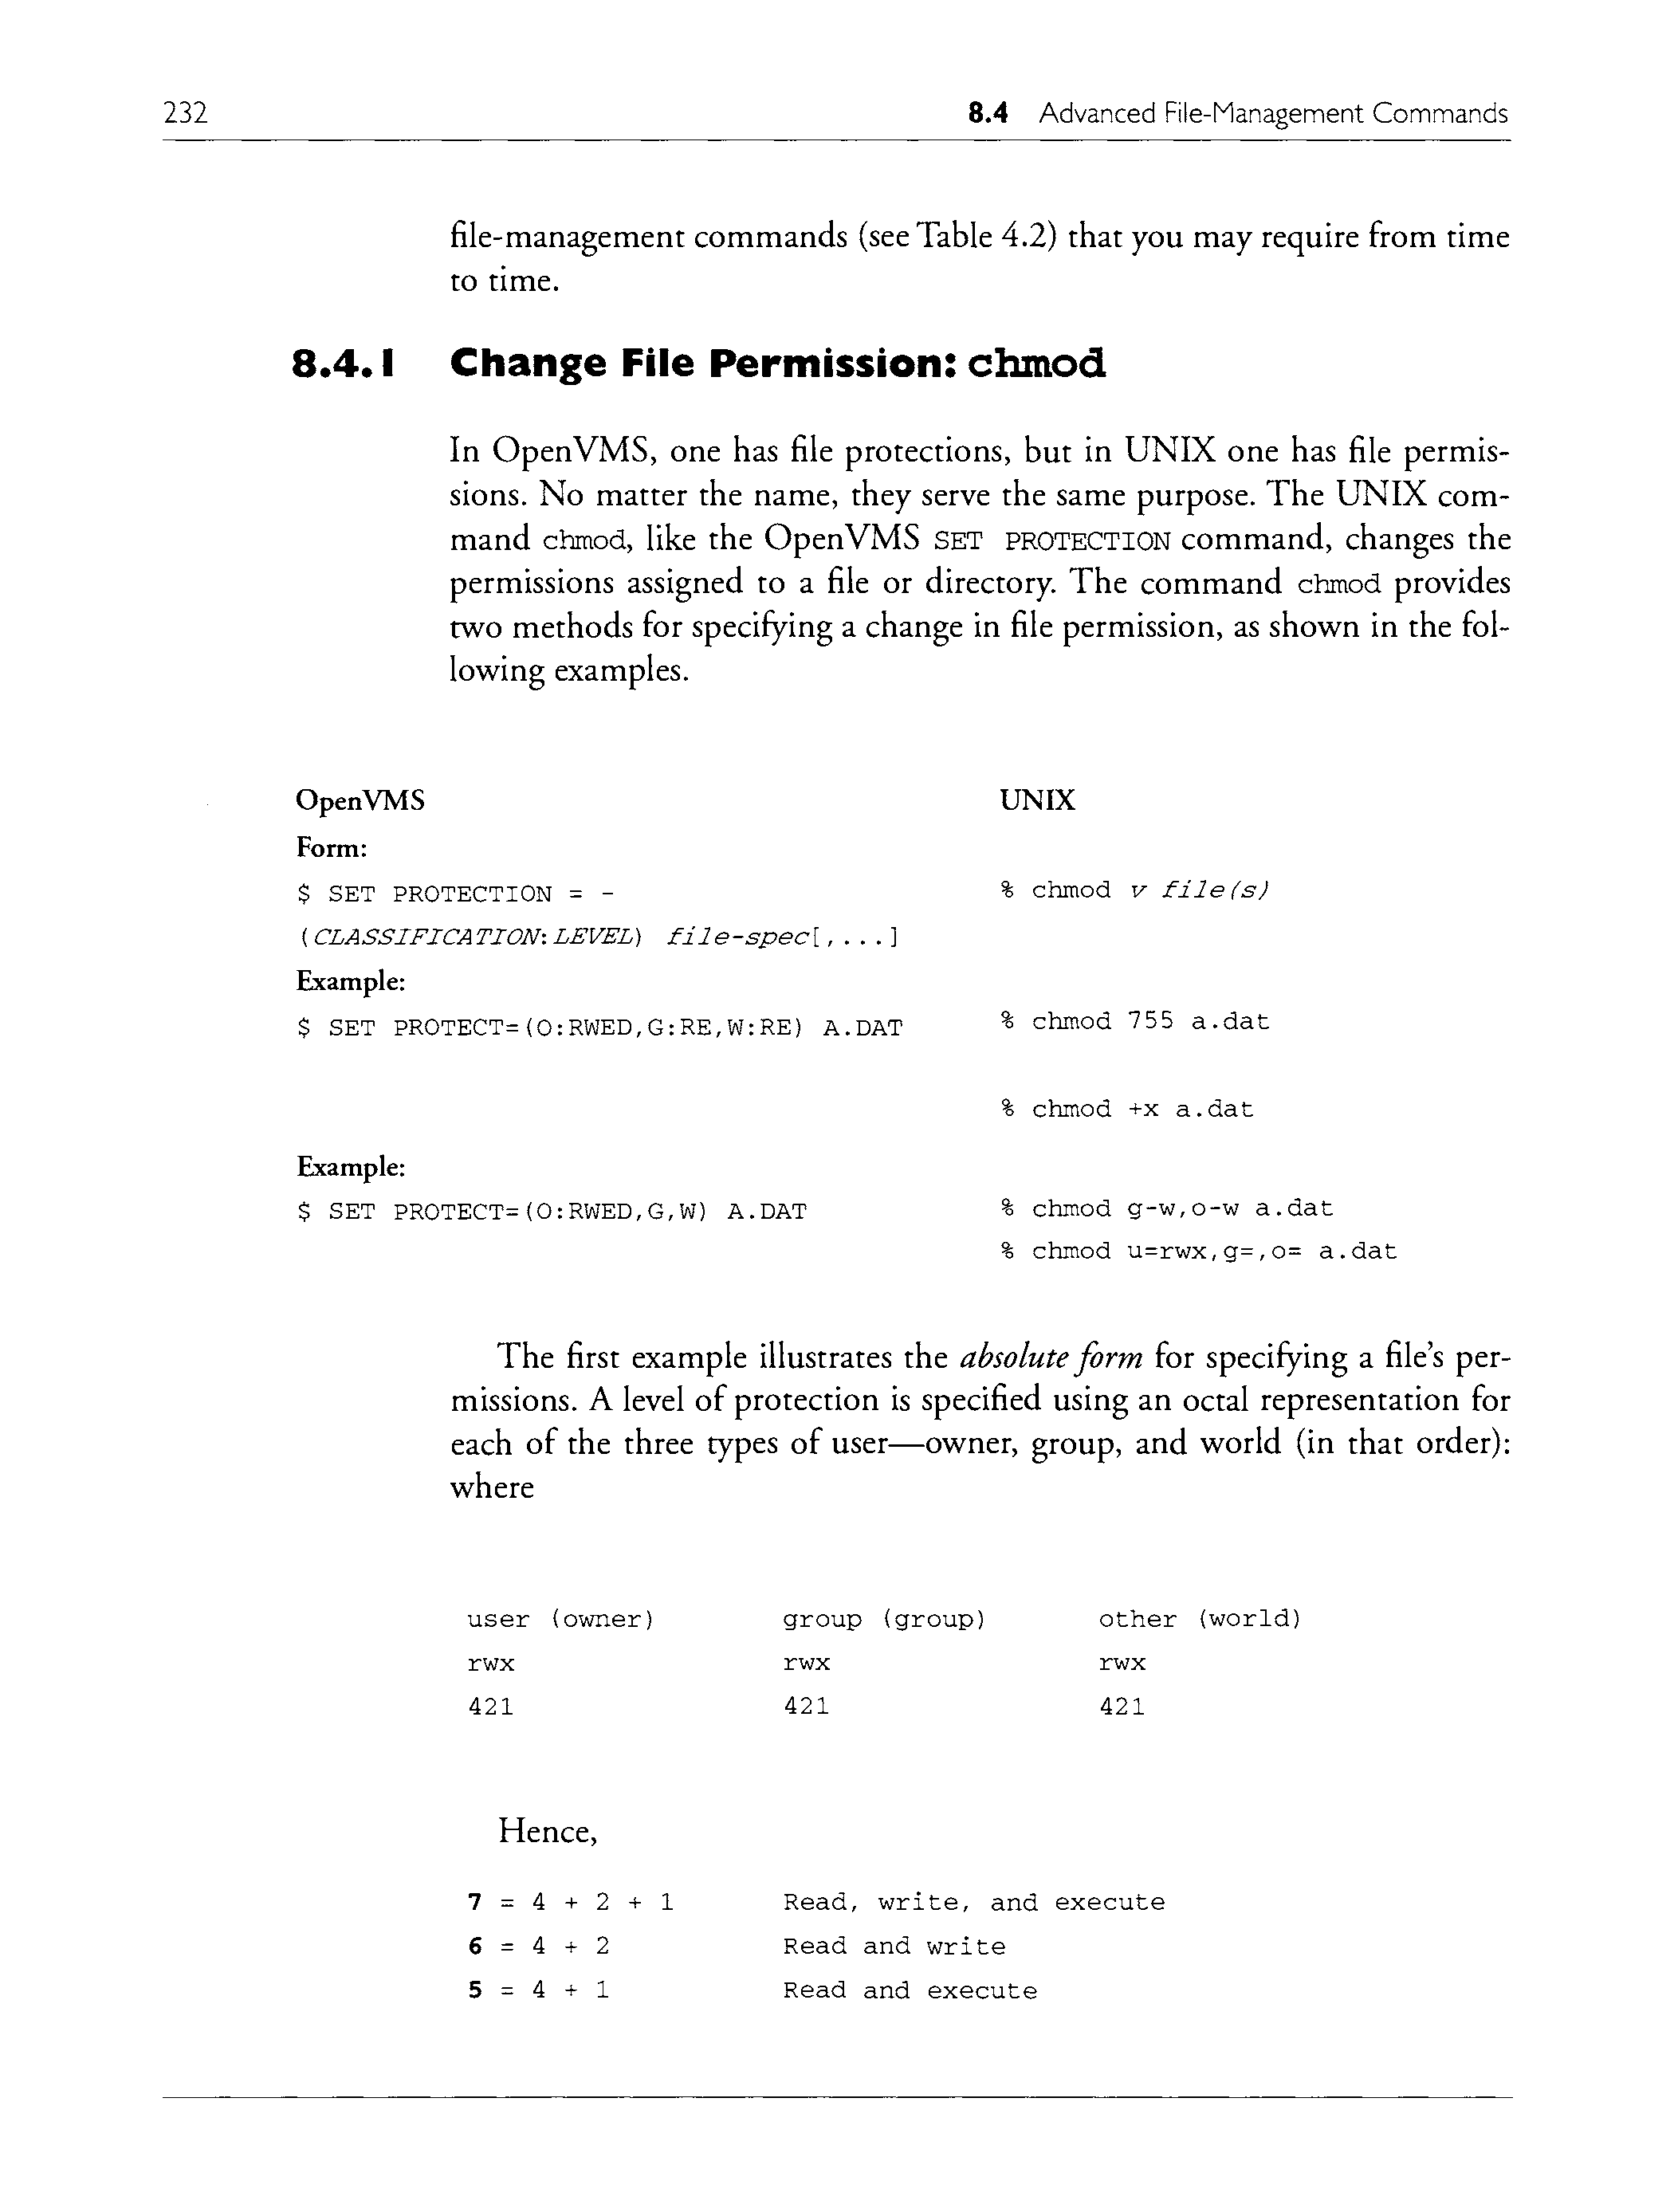 232
8.4 Advanced File-Management Commands
file-management commands (see Table 4.2) that you may require from time
to time.
8.4.1 Change File Permission: chmod
In OpenVMS, one has file protections, but in UNIX one has file permis-
sions. No matter the name, they serve the same purpose. The UNIX com-
mand chmod, like the OpenVMS SET PROTECTION command, changes the
permissions assigned to a file or directory. The command chmod provides
two methods for specifying a change in file permission, as shown in the fol-
lowing examples.
OpenVMS UNIX
Form:
$ SET PROTECTION = - % chmod v file(s)
(CLASSIFICATION:LEVEL) file-spec[,...]
Example:
$ SET PROTECT=(O:RWED,G:RE,W:RE) A.DAT % chmod 755 a.dat
% chmod +x a.dat
Example:
$ SET PROTECT=(O:RWED,G,W) A.DAT % chmod g-w,o-w a.dat
% chmod u=rwx,g=,o= a.dat
The first example illustrates the absolute form for specifying a file's per-
missions. A level of protection is specified using an octal representation for
each of the three types of user—owner, group, and world (in that order):
where
user (owner) group (group) other (world)
rwx rwx rwx
421 421 421
Hence,
7 = 4 + 2 + 1 Read, write, and execute
6 = 4 + 2 Read and write
5 = 4 + 1 Read and execute